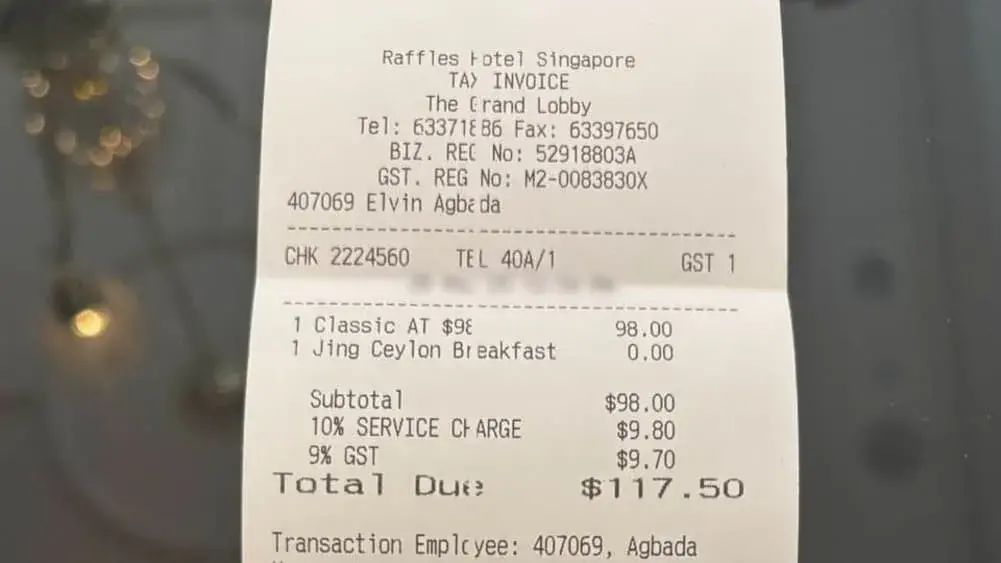 Raffles Hotel Singapore
TAX INVOICE
The Grand Lobby
Tel: 63371886 Fax: 63397650
BIZ. REG No: 52918803A
GST. REG No: M2-0083830X
407069 Elvin Agbada
CHK 2224560 TEL 40A/1 GST 1
1 Classic AT $98 98.00
1 Jing Ceylon Breakfast 0.00
Subtotal $98.00
10% SERVICE CHARGE $9.80
9% GST $9.70
Total Due $117.50
Transaction Employee: 407069, Agbada